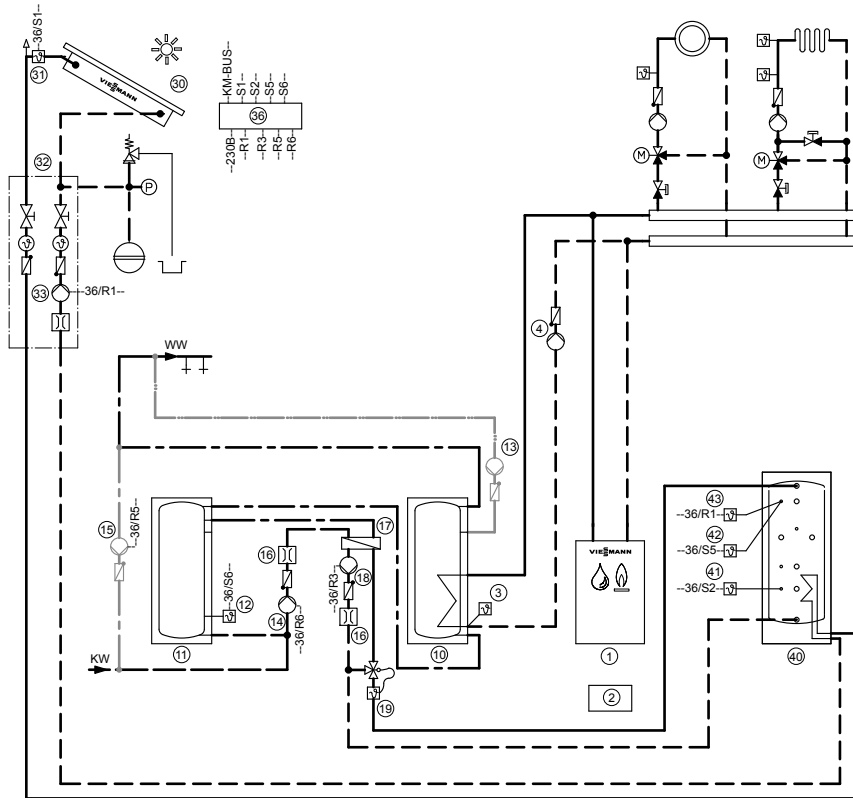 --36/S1--
31
VIESMANN
30
--KM-BUS--
--S1--
--S2--
--S5--
--S6--
36
--230B--
--R1--
--R3--
--R5--
--R6--
32
P
33
----36/R1--
M
M
4
WW
13
15
--36/R5--
16
17
43
--36/R1--
42
--36/S5--
41
--36/S2--
--36/S6--
12
14
--36/R6--
--36/R3--
18
16
3
VIESMANN
KW
11
10
1
40
19
2